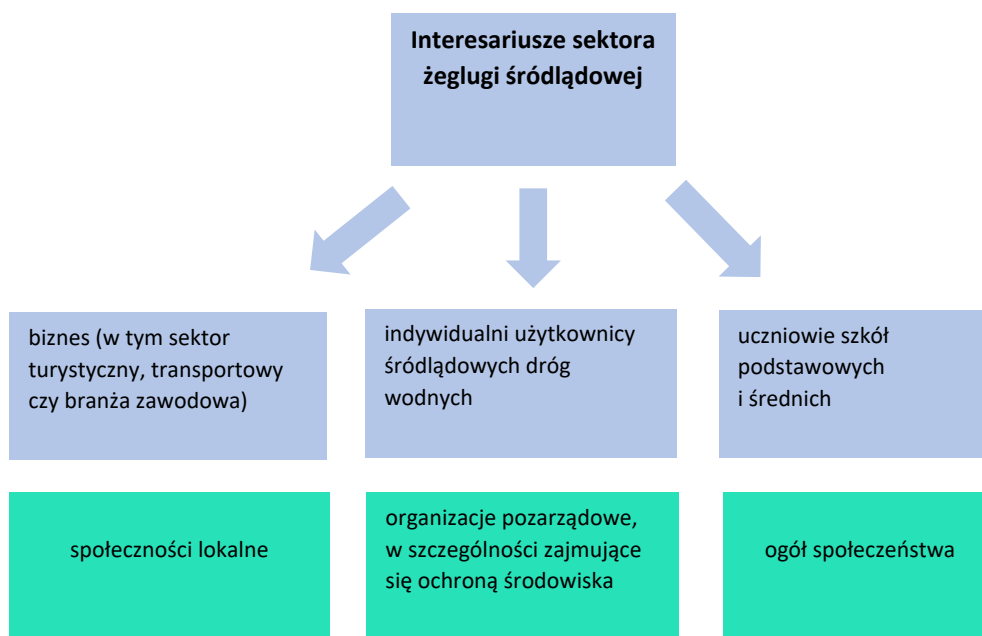 Interesariusze sektora
żeglugi śródlądowej
biznes (w tym sektor
turystyczny, transportowy
czy branża zawodowa)
indywidualni użytkownicy
śródlądowych dróg
wodnych
uczniowie szkół
podstawowych
i średnich
społeczności lokalne
organizacje pozarządowe,
w szczególności zajmujące
się ochroną środowiska
ogół społeczeństwa